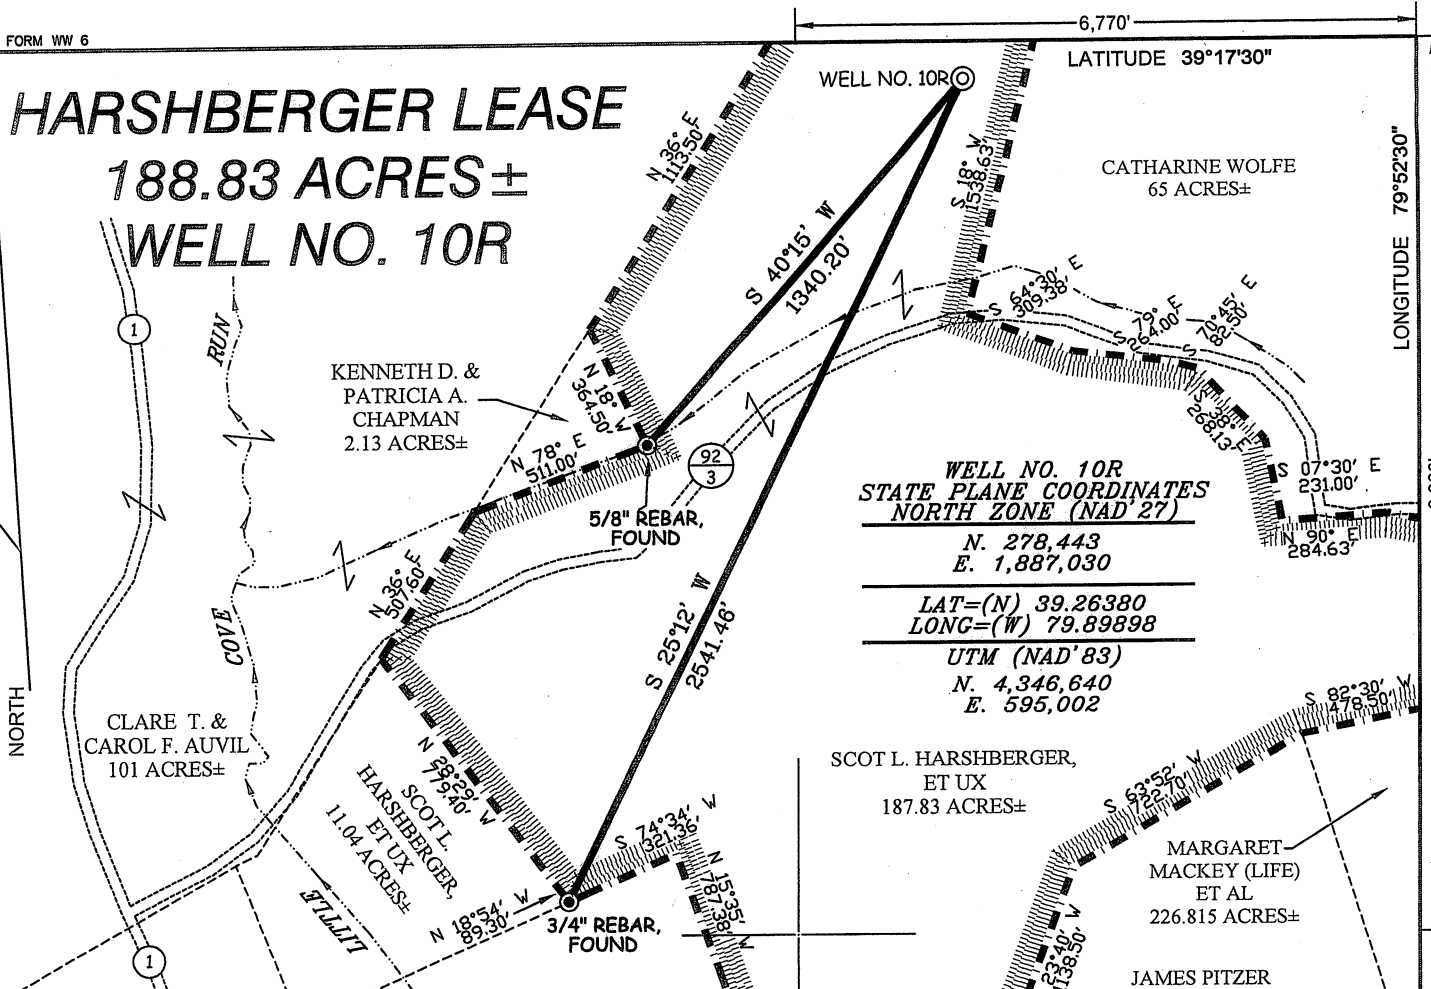 FORM WW 6
6,770'
LATITUDE 39°17'30"
HARSHBERGER LEASE
188.83 ACRES±
WELL NO. 10R
WELL NO. 10R
N 36° E
1113.50'
S 18° W
1538.63'
CATHARINE WOLFE
65 ACRES±
LONGITUDE 79°52'30"
S 40°15' W
1340.20'
S 64°30' E
309.38'
S 79° E
264.00'
S 70°45' E
82.50'
1
RUN
KENNETH D. &
PATRICIA A.
CHAPMAN
2.13 ACRES±
N 18° W
364.50'
N 78° E
511.00'
92
3
S 38° E
268.13'
S 07°30' E
231.00'
N 90° E
284.63'
5/8" REBAR,
FOUND
WELL NO. 10R
STATE PLANE COORDINATES
NORTH ZONE (NAD'27)
N. 278,443
E. 1,887,030
LAT=(N) 39.26380
LONG=(W) 79.89898
UTM (NAD'83)
N. 4,346,640
E. 595,002
N 36° E
507.60'
COVE
S 25°12' W
2541.46'
NORTH
CLARE T. &
CAROL F. AUVIL
101 ACRES±
N 28°29' W
779.40'
SCOT L.
HARSHBERGER,
ET UX
11.04 ACRES±
SCOT L. HARSHBERGER,
ET UX
187.83 ACRES±
S 82°30' W
478.50'
S 63°52' W
722.70'
MARGARET
MACKEY (LIFE)
ET AL
226.815 ACRES±
S 74°34' W
321.36'
N 15°35' W
787.38'
N 18°54' W
89.30'
3/4" REBAR,
FOUND
LITTLE
1
23°40' W
1138.50'
JAMES PITZER